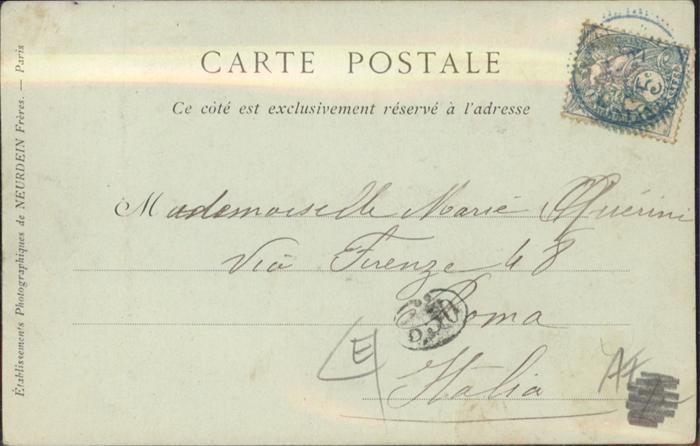 CARTE POSTALE
Ce côté est exclusivement réservé à l'adresse
Mademoiselle Marie Quérini
Via Firenze 48
Roma
Italia
Établissements Photographiques de NEURDEIN Frères. — Paris